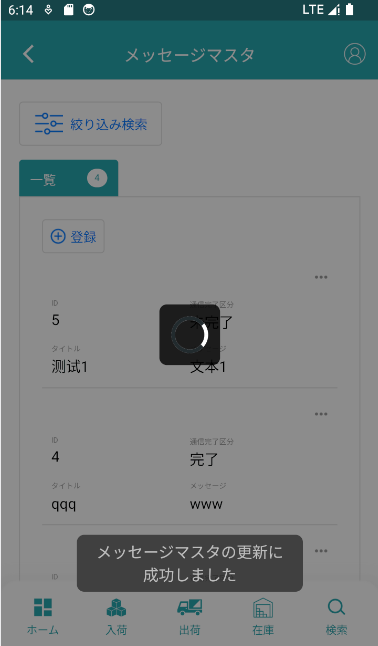 6:14 LTE
メッセージマスタ
絞り込み検索
一覧 4
登録
ID
5 完了
タイトル
测试1 文本1
ID 通信完了区分
4 完了
タイトル メッセージ
qqq www
メッセージマスタの更新に
成功しました
ID
ホーム 入荷 出荷 在庫 検索